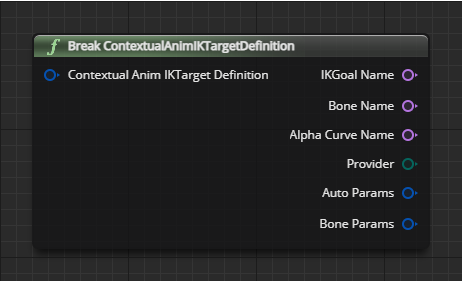 f Break ContextualAnimIKTargetDefinition
Contextual Anim IKTarget Definition
IKGoal Name
Bone Name
Alpha Curve Name
Provider
Auto Params
Bone Params